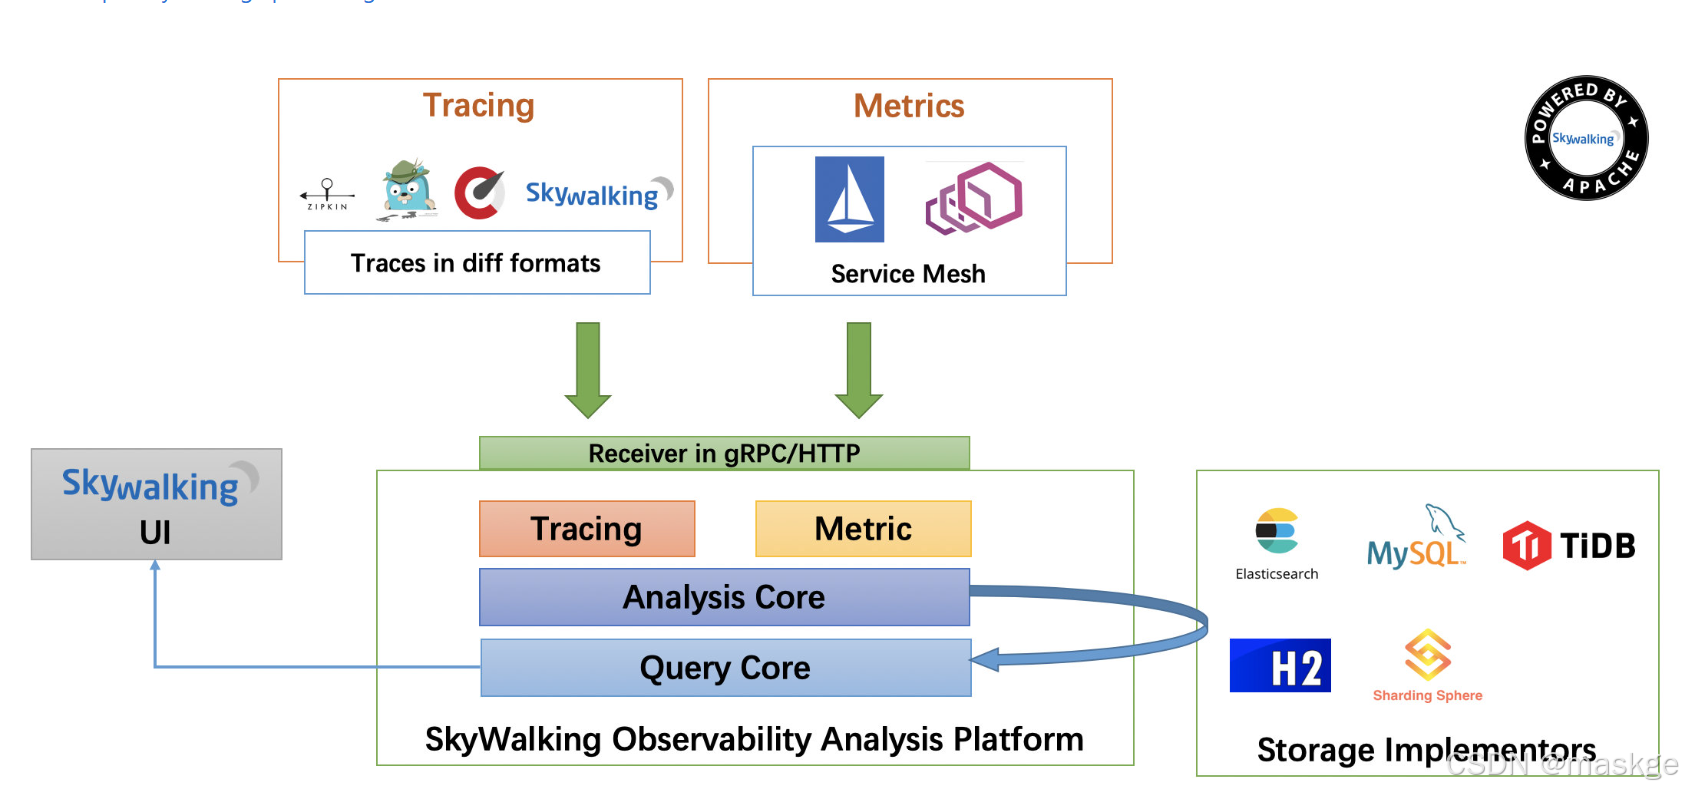 Tracing
Metrics
POWERED BY
Skywalking
APACHE
ZIPKIN
Skywalking
Traces in diff formats
Service Mesh
Receiver in gRPC/HTTP
Skywalking
UI
Tracing
Metric
Analysis Core
Query Core
SkyWalking Observability Analysis Platform
Elasticsearch
MySQL
TiDB
H2
Sharding Sphere
Storage Implementors
CSDN @maskge